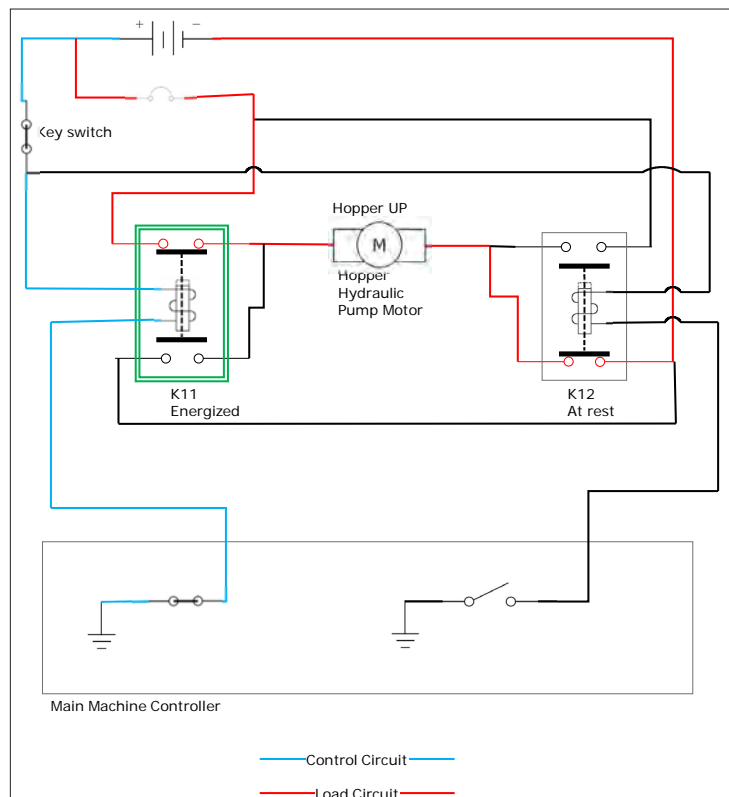 + −
Key switch
Hopper UP
M
Hopper
Hydraulic
Pump Motor
K11
Energized
K12
At rest
Main Machine Controller
Control Circuit
Load Circuit